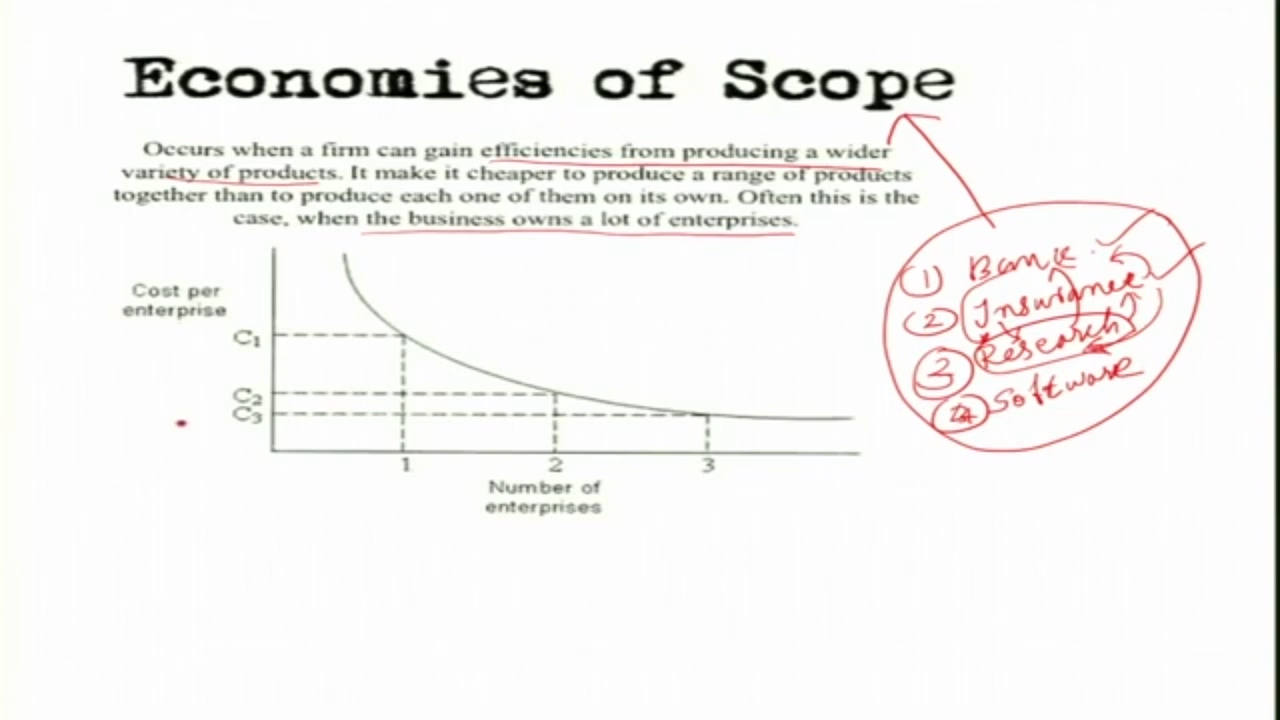 Economies of Scope
Occurs when a firm can gain efficiencies from producing a wider
variety of products. It make it cheaper to produce a range of products
together than to produce each one of them on its own. Often this is the
case, when the business owns a lot of enterprises.
Cost per
enterprise
C1
C2
C3
1 2 3
Number of
enterprises
1 Bank
2 Insurance
3 Research
4 Software